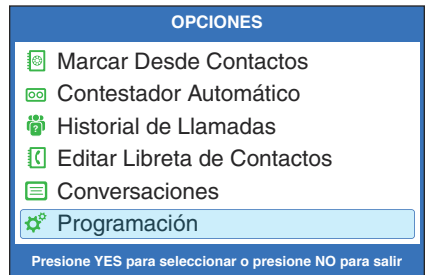 OPCIONES
Marcar Desde Contactos
Contestador Automático
Historial de Llamadas
Editar Libreta de Contactos
Conversaciones
Programación
Presione YES para seleccionar o presione NO para salir